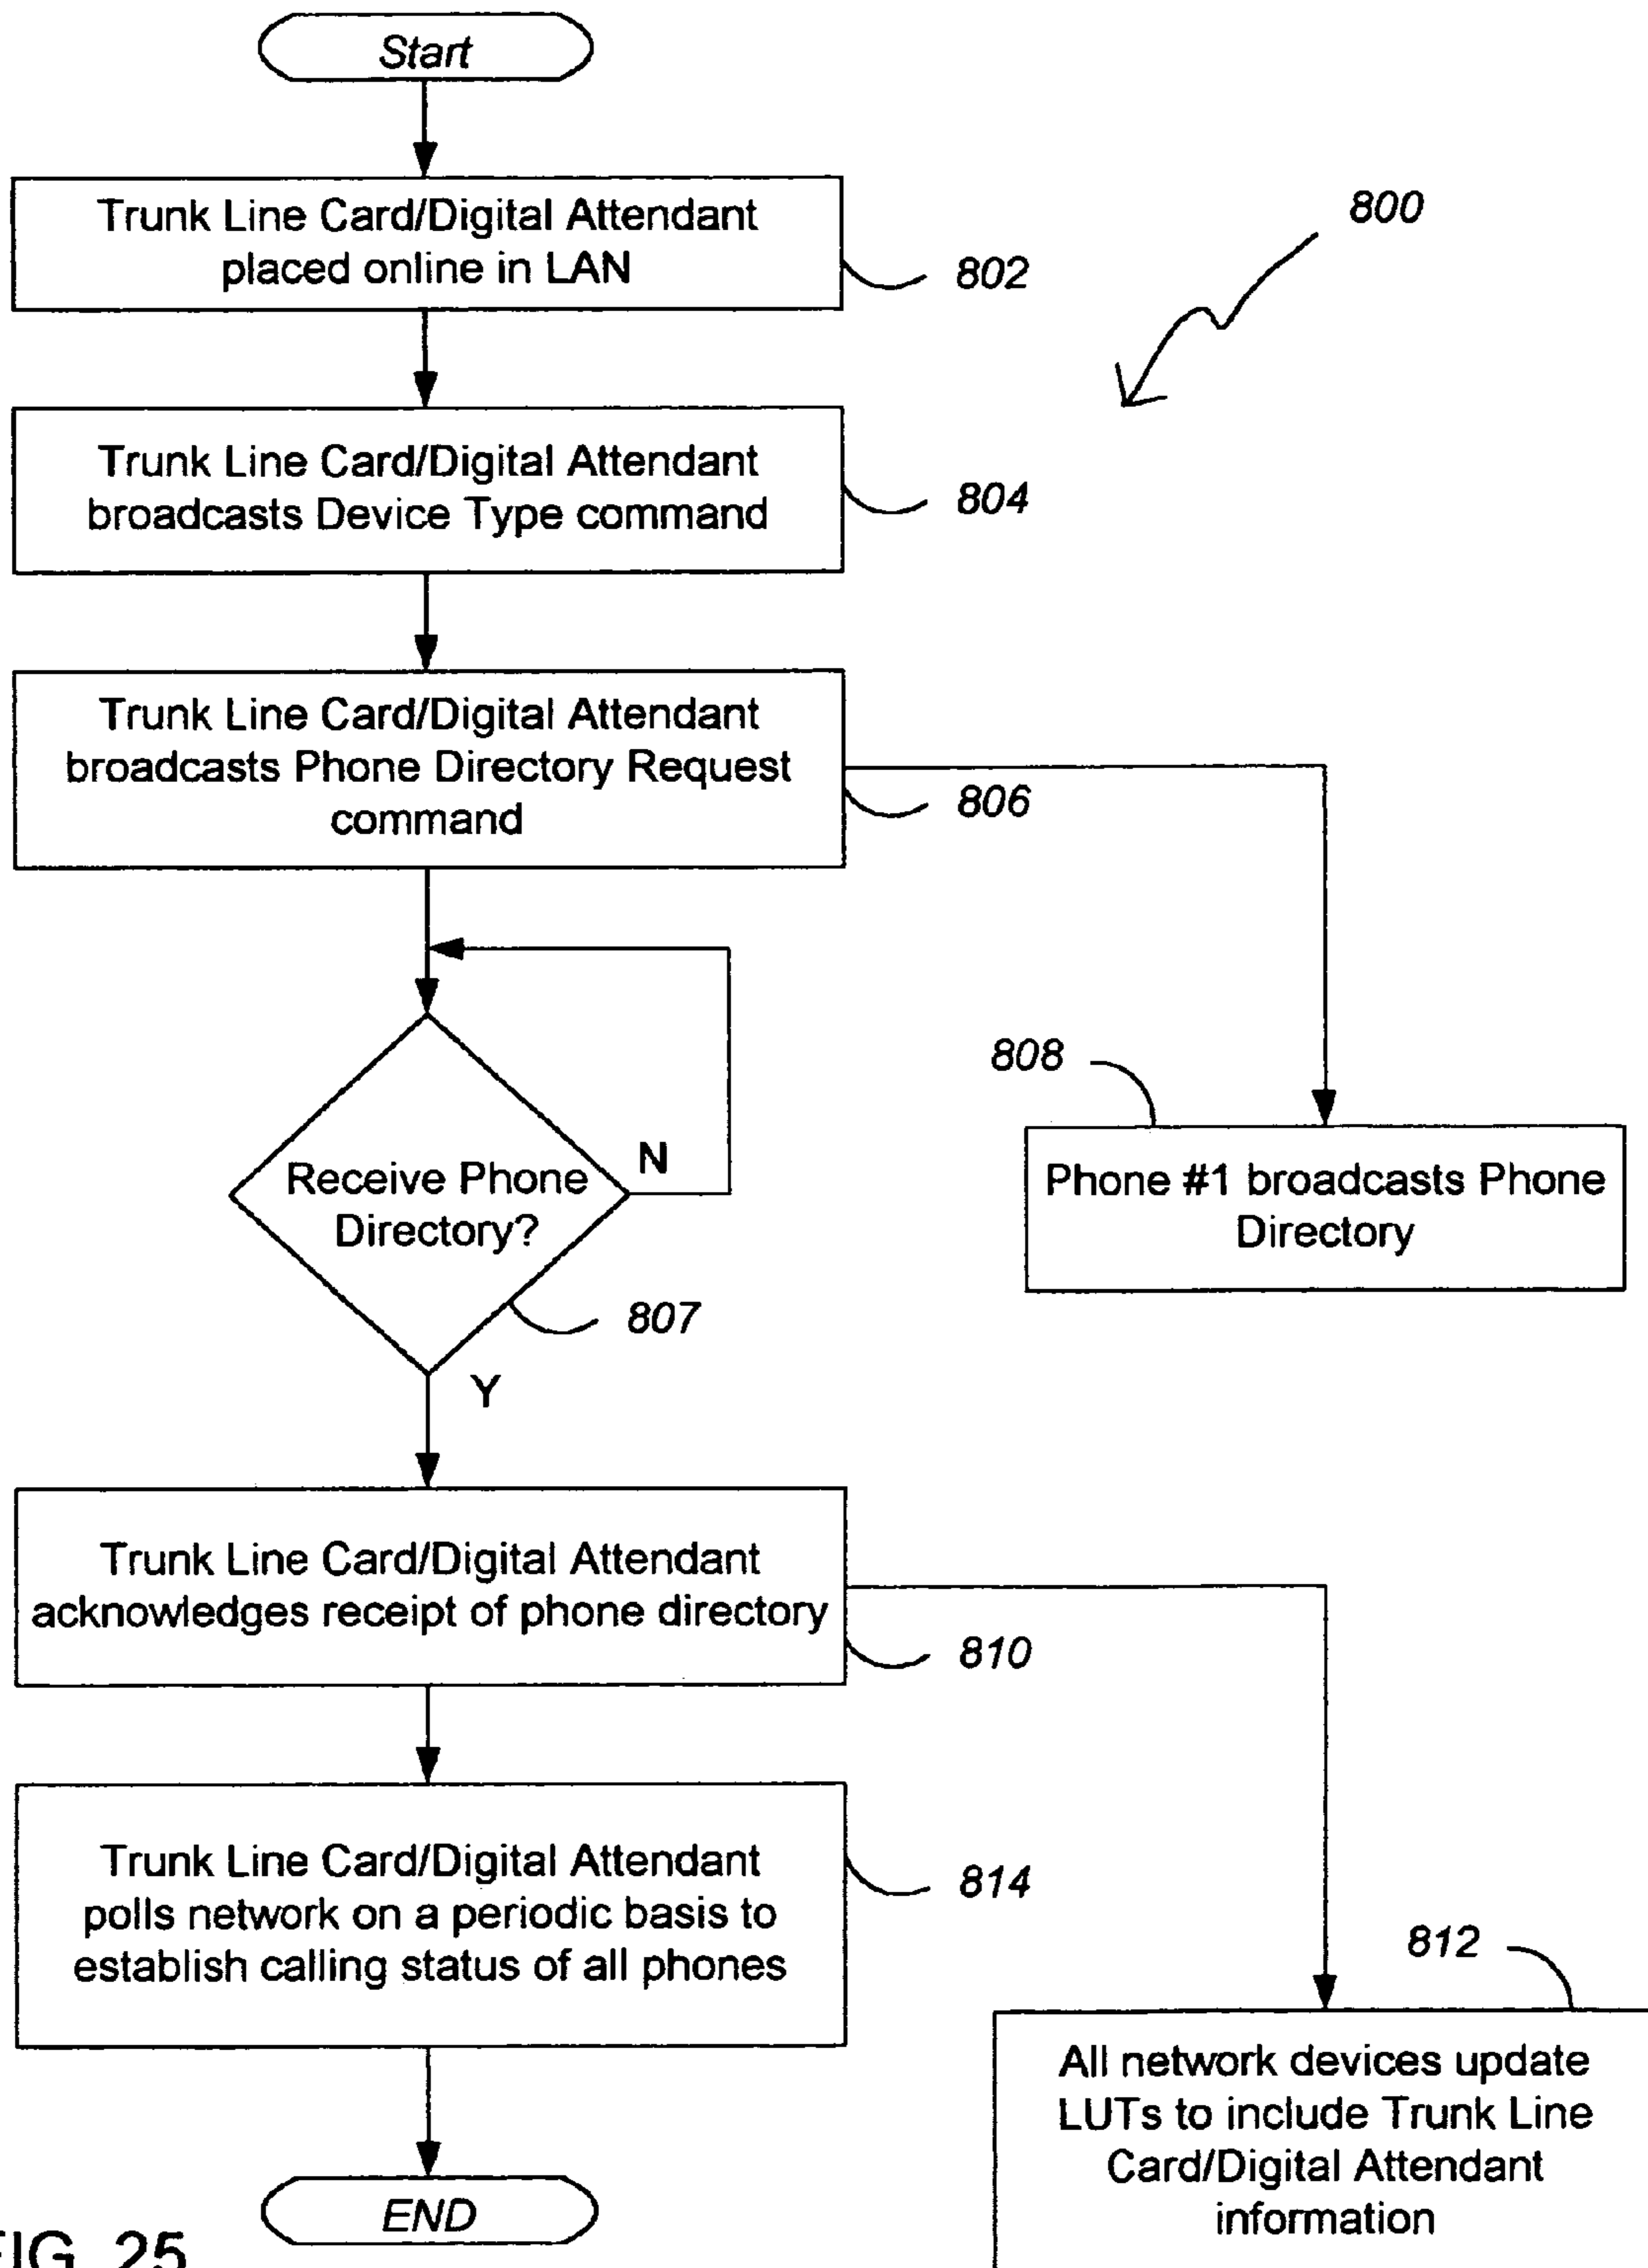 Start
Trunk Line Card/Digital Attendant
placed online in LAN
802
800
Trunk Line Card/Digital Attendant
broadcasts Device Type command
804
Trunk Line Card/Digital Attendant
broadcasts Phone Directory Request
command
806
808
Phone #1 broadcasts Phone
Directory
Receive Phone
Directory?
N
807
Y
Trunk Line Card/Digital Attendant
acknowledges receipt of phone directory
810
Trunk Line Card/Digital Attendant
polls network on a periodic basis to
establish calling status of all phones
814
812
All network devices update
LUTs to include Trunk Line
Card/Digital Attendant
information
END
FIG. 25